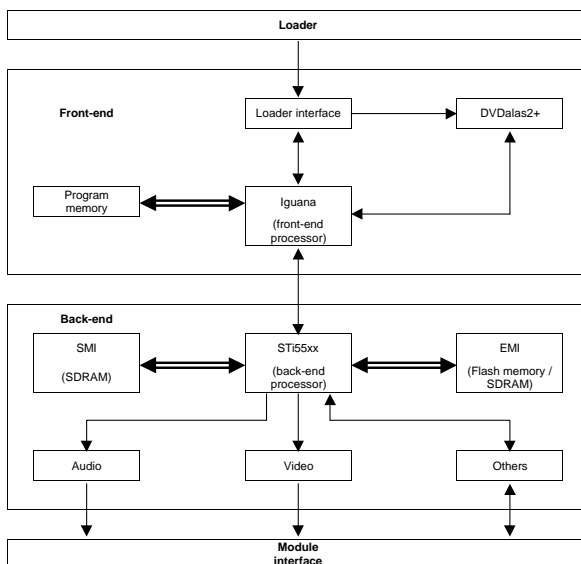 Loader
Front-end
Loader interface
DVDalas2+
Program
memory
Iguana
(front-end
processor)
Back-end
SMI
(SDRAM)
STi55xx
(back-end
processor)
EMI
(Flash memory /
SDRAM)
Audio
Video
Others
Module
interface